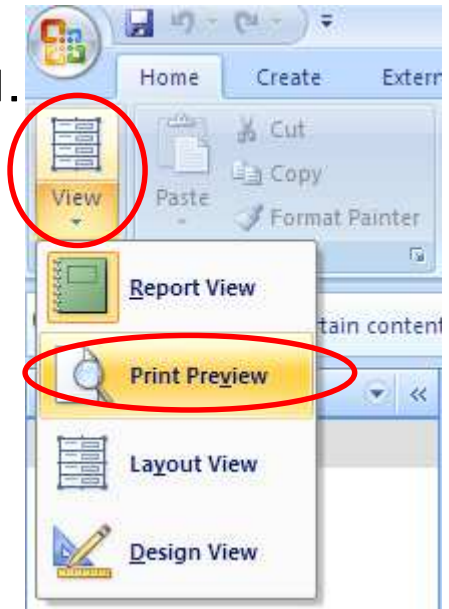 1.
Home Create Extern
View
Paste
Cut
Copy
Format Painter
Report View
tain content
Print Preview
Layout View
Design View